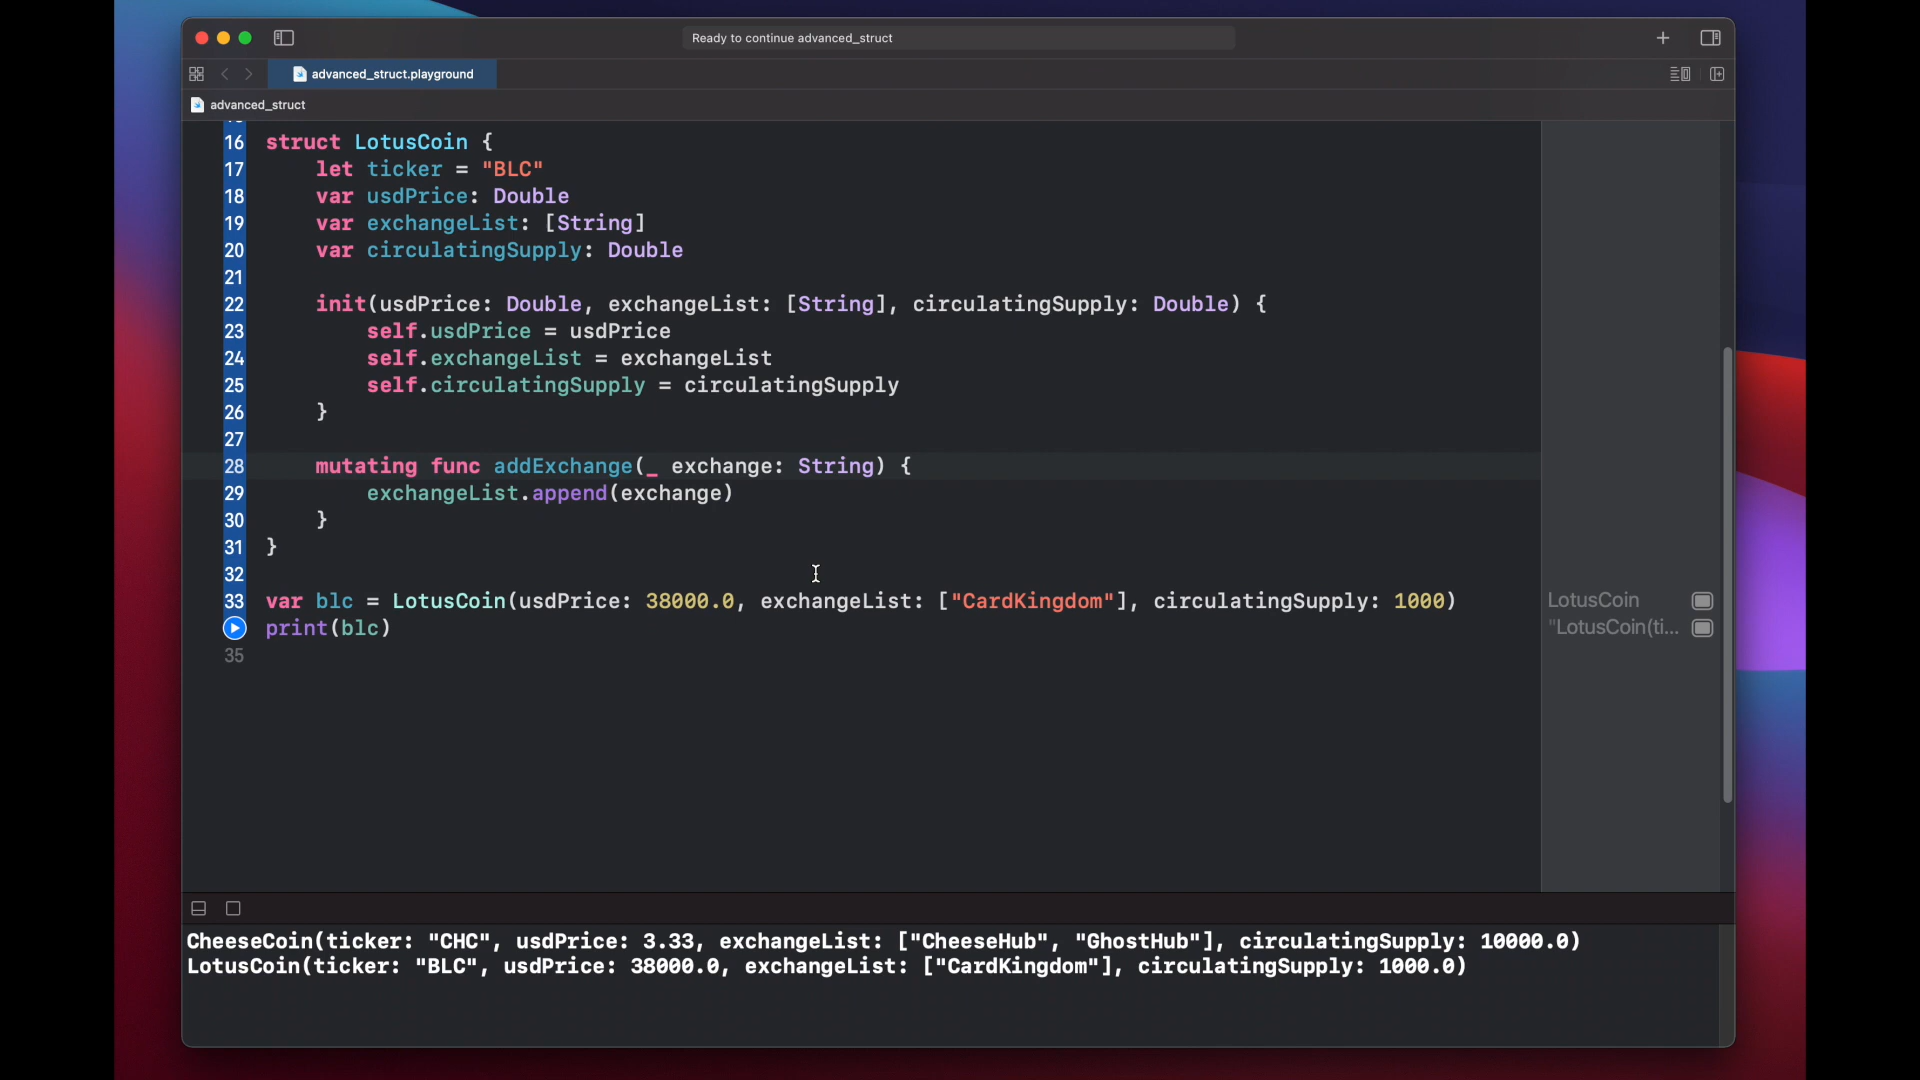 Ready to continue advanced_struct
advanced_struct.playground
advanced_struct
16 struct LotusCoin {
17     let ticker = "BLC"
18     var usdPrice: Double
19     var exchangeList: [String]
20     var circulatingSupply: Double
21
22     init(usdPrice: Double, exchangeList: [String], circulatingSupply: Double) {
23         self.usdPrice = usdPrice
24         self.exchangeList = exchangeList
25         self.circulatingSupply = circulatingSupply
26     }
27
28     mutating func addExchange(_ exchange: String) {
29         exchangeList.append(exchange)
30     }
31 }
32
33 var blc = LotusCoin(usdPrice: 38000.0, exchangeList: ["CardKingdom"], circulatingSupply: 1000) LotusCoin
print(blc) "LotusCoin(ti...
35
CheeseCoin(ticker: "CHC", usdPrice: 3.33, exchangeList: ["CheeseHub", "GhostHub"], circulatingSupply: 10000.0)
LotusCoin(ticker: "BLC", usdPrice: 38000.0, exchangeList: ["CardKingdom"], circulatingSupply: 1000.0)